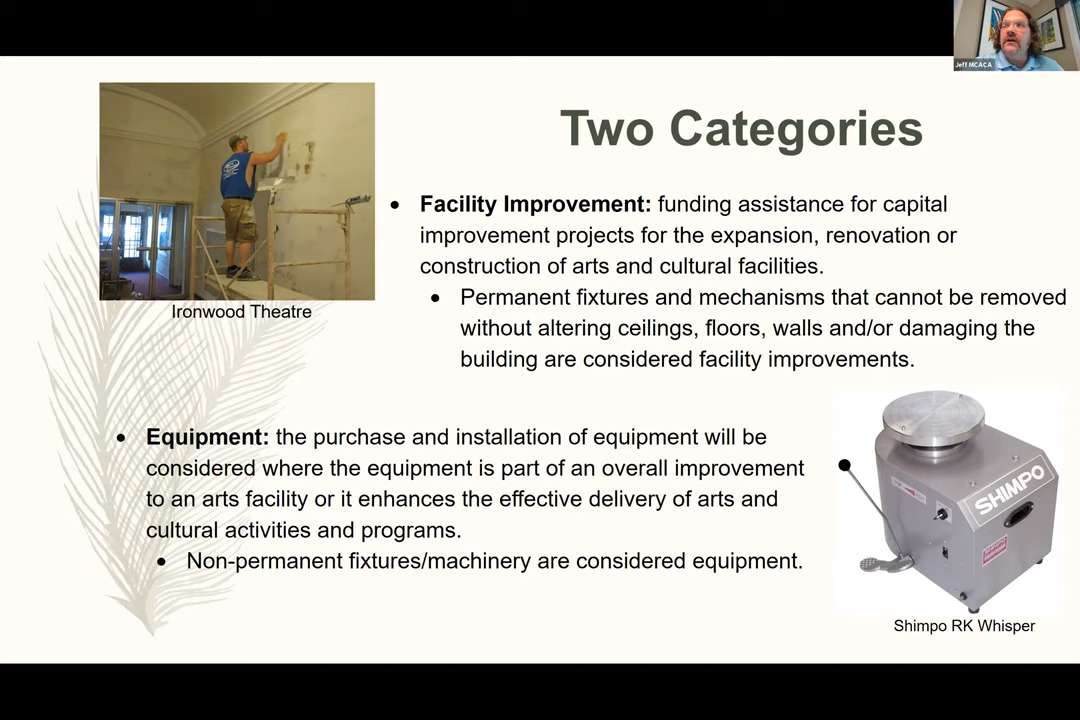 Jeff MCACA
Two Categories
Ironwood Theatre
• Facility Improvement: funding assistance for capital
improvement projects for the expansion, renovation or
construction of arts and cultural facilities.
• Permanent fixtures and mechanisms that cannot be removed
without altering ceilings, floors, walls and/or damaging the
building are considered facility improvements.
• Equipment: the purchase and installation of equipment will be
considered where the equipment is part of an overall improvement
to an arts facility or it enhances the effective delivery of arts and
cultural activities and programs.
• Non-permanent fixtures/machinery are considered equipment.
SHIMPO
Shimpo RK Whisper